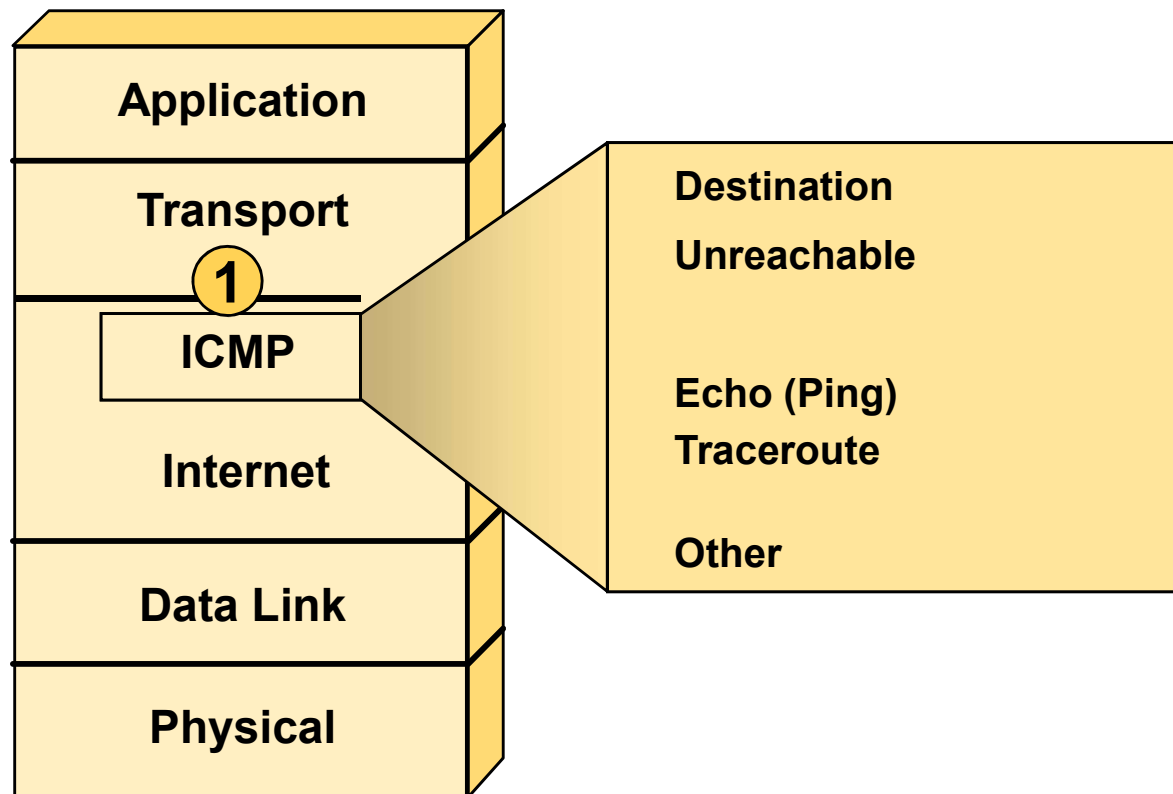 Application
Transport
1
ICMP
Internet
Data Link
Physical
Destination
Unreachable
Echo (Ping)
Traceroute
Other